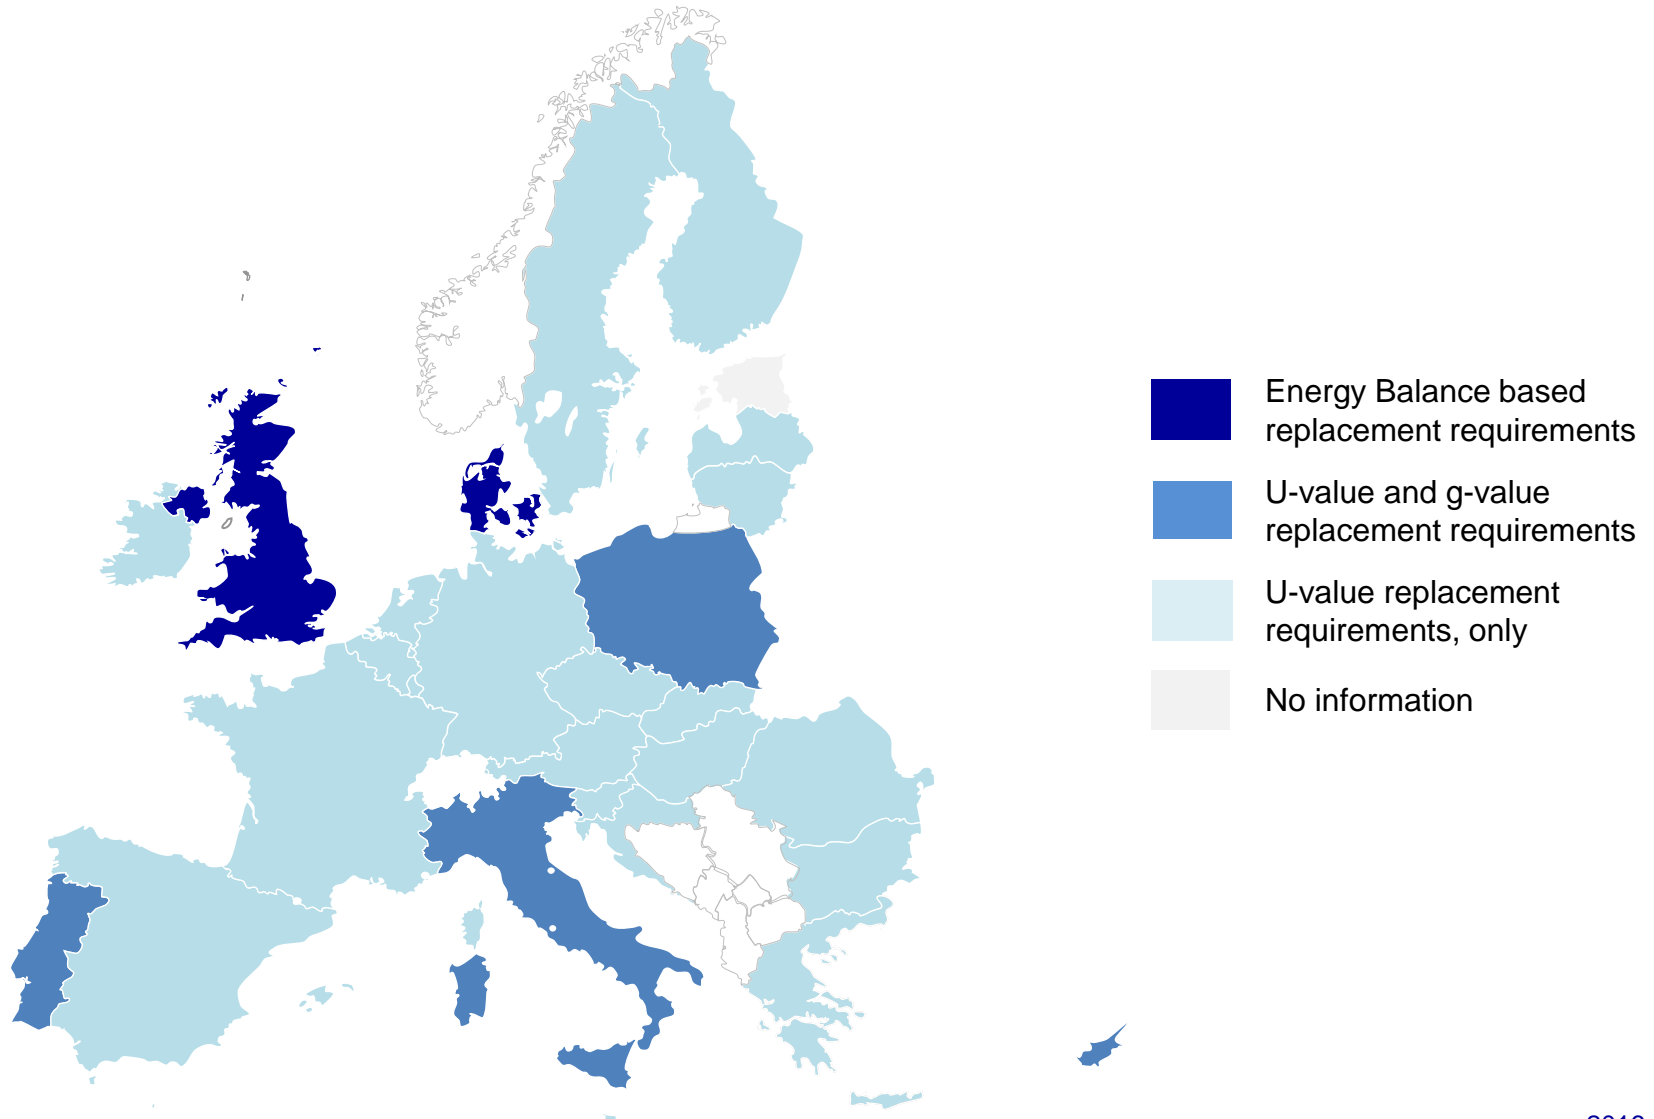 Energy Balance based
replacement requirements
U-value and g-value
replacement requirements
U-value replacement
requirements, only
No information